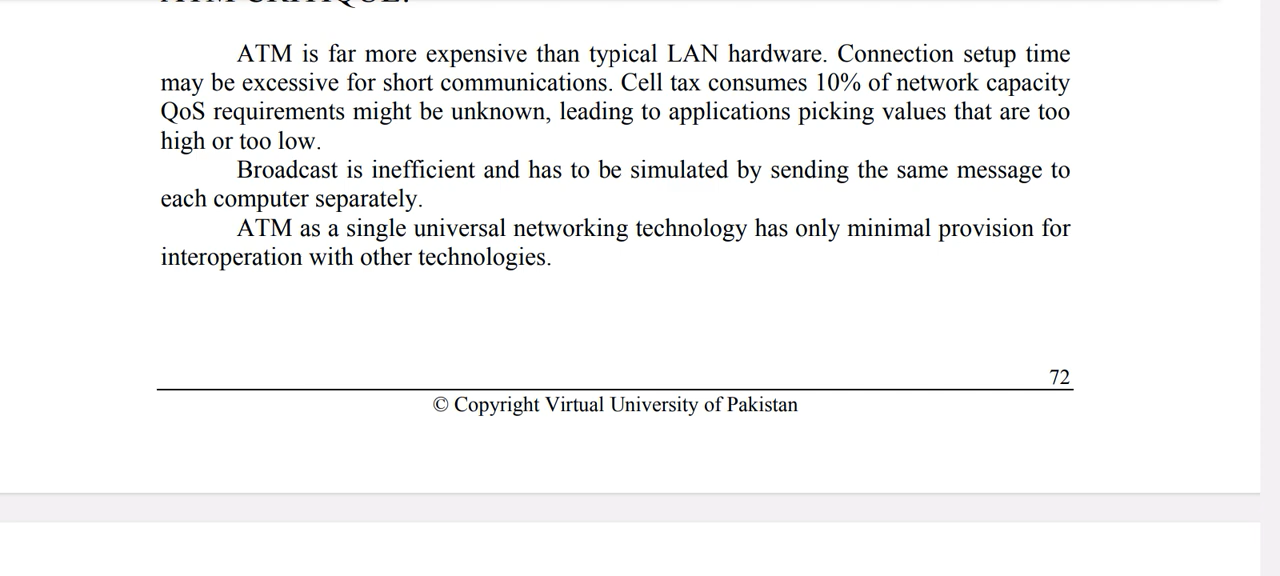 ATM CRITIQUE:
ATM is far more expensive than typical LAN hardware. Connection setup time
may be excessive for short communications. Cell tax consumes 10% of network capacity
QoS requirements might be unknown, leading to applications picking values that are too
high or too low.
Broadcast is inefficient and has to be simulated by sending the same message to
each computer separately.
ATM as a single universal networking technology has only minimal provision for
interoperation with other technologies.
72
© Copyright Virtual University of Pakistan